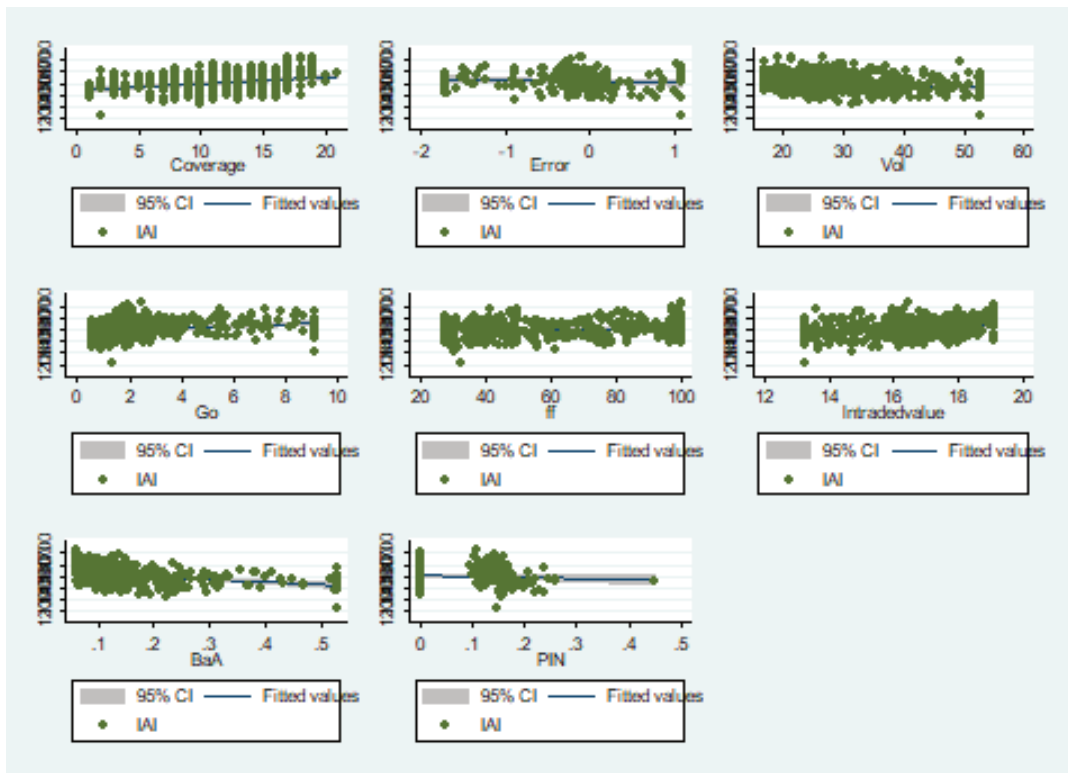 0 5 10 15 20
Coverage
95% CI Fitted values
IAI
-2 -1 0 1
Error
95% CI Fitted values
IAI
20 30 40 50 60
Vol
95% CI Fitted values
IAI
0 2 4 6 8 10
Go
95% CI Fitted values
IAI
20 40 60 80 100
ff
95% CI Fitted values
IAI
12 14 16 18 20
Intradedvalue
95% CI Fitted values
IAI
.1 .2 .3 .4 .5
BaA
95% CI Fitted values
IAI
0 .1 .2 .3 .4 .5
PIN
95% CI Fitted values
IAI